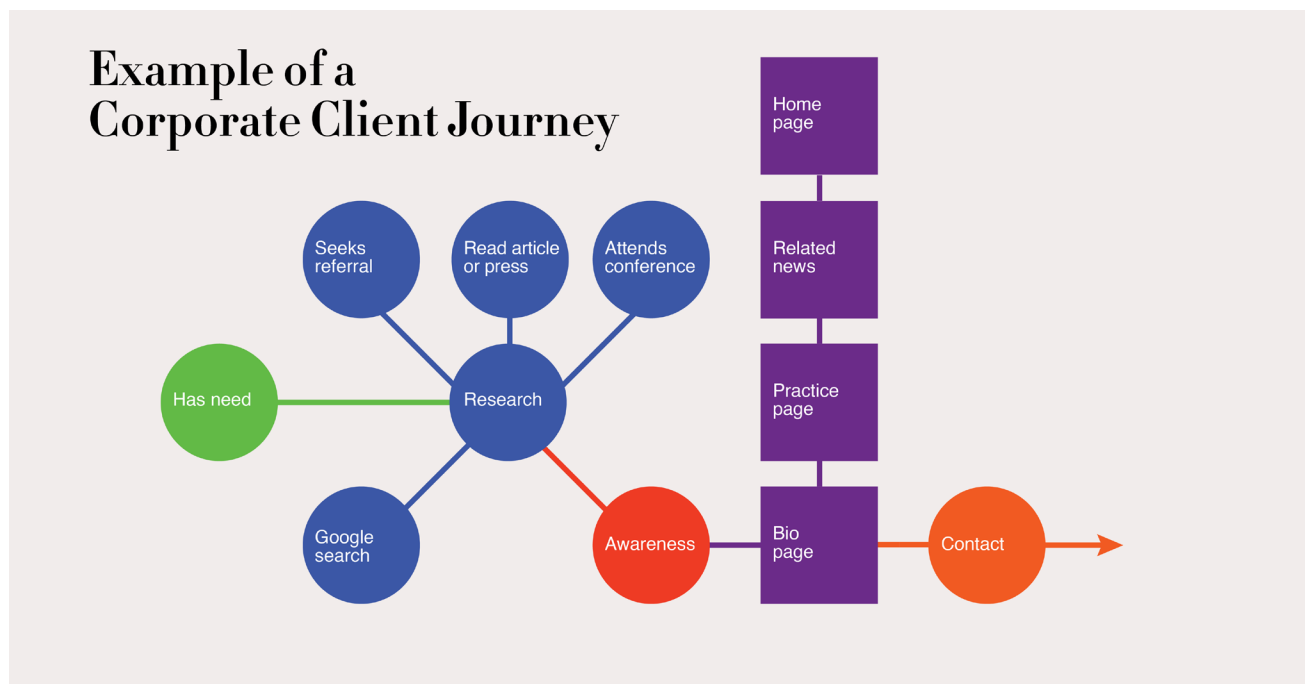 Example of a
Corporate Client Journey
Home
page
Seeks
referral
Read article
or press
Attends
conference
Related
news
Has need
Research
Practice
page
Google
search
Awareness
Bio
page
Contact